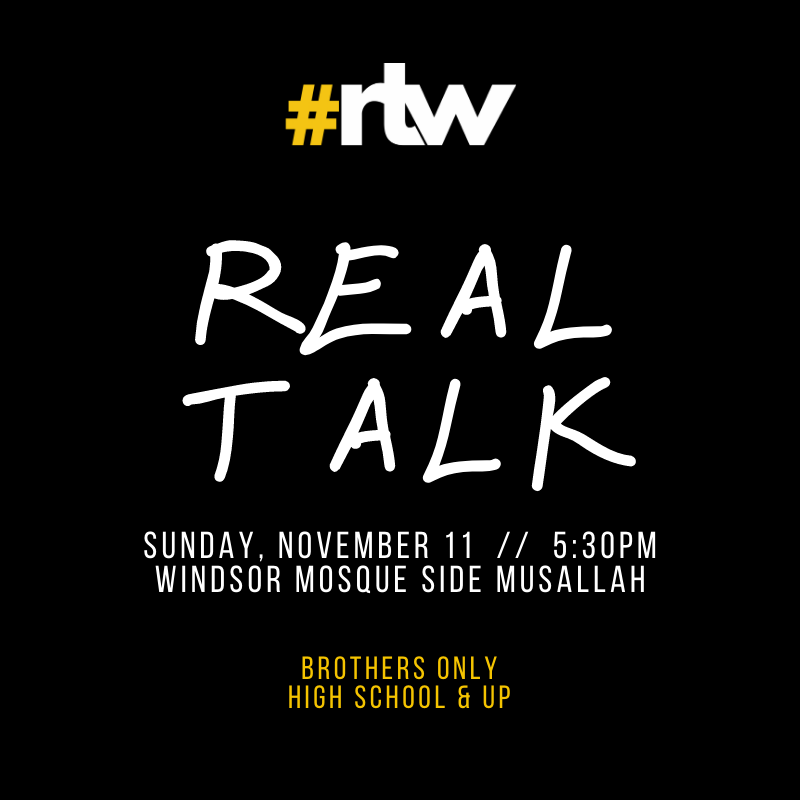 #rtw
REAL
TALK
SUNDAY, NOVEMBER 11 // 5:30PM
WINDSOR MOSQUE SIDE MUSALLAH
BROTHERS ONLY
HIGH SCHOOL & UP